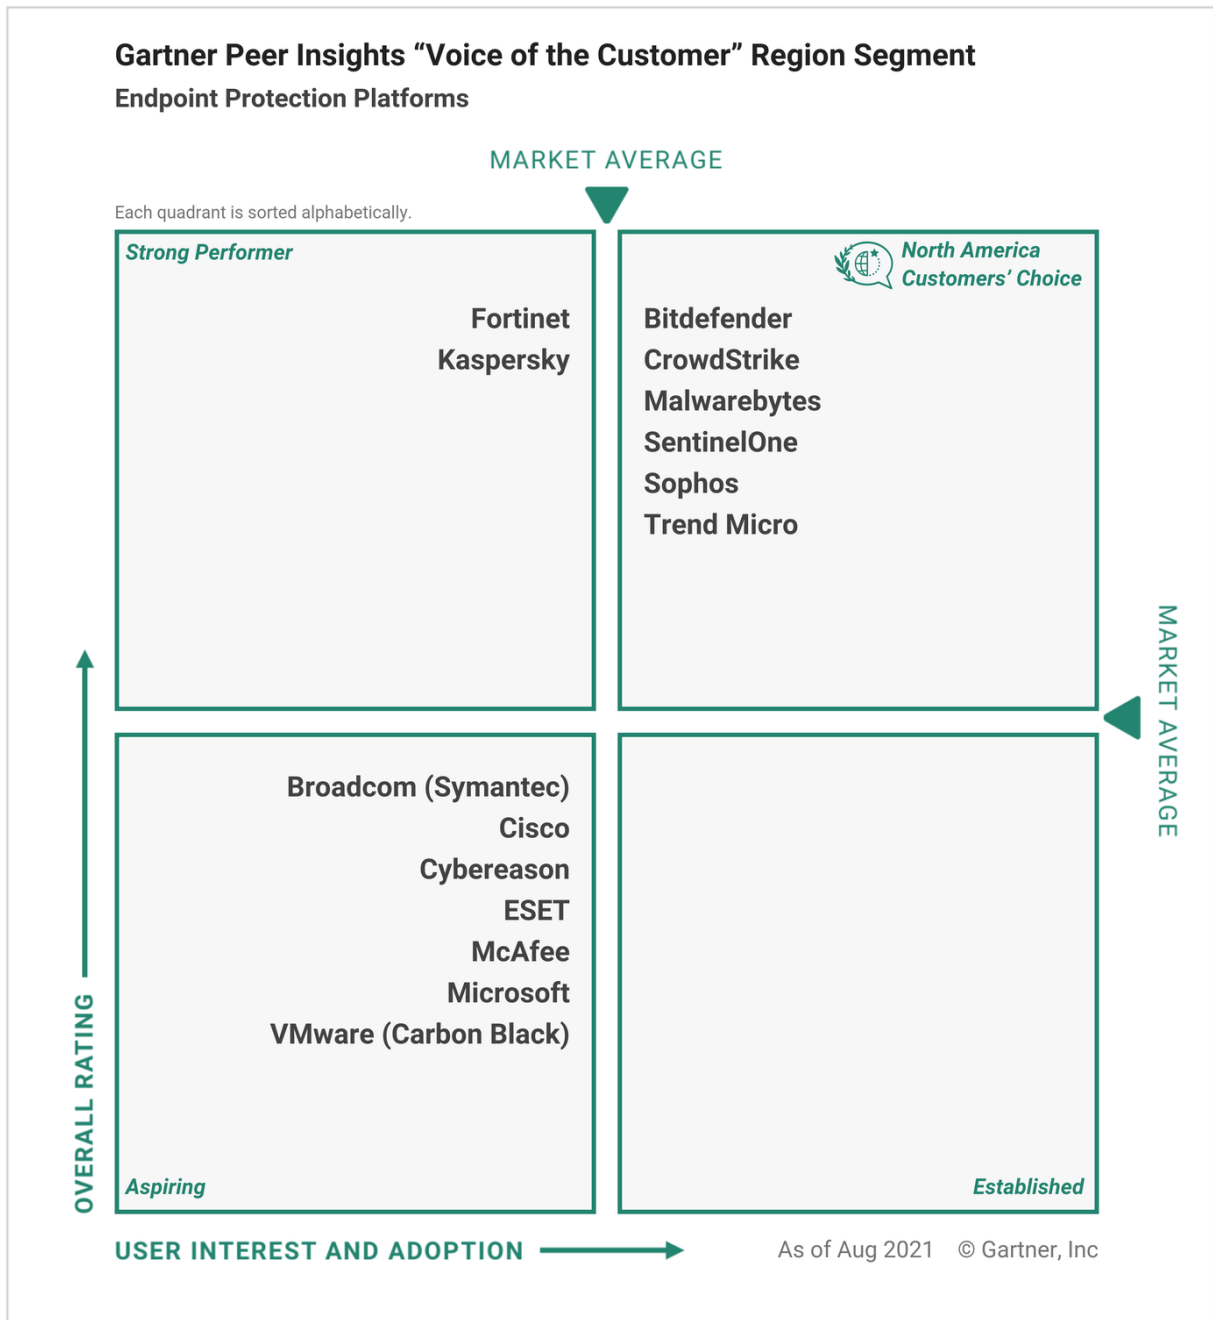 Gartner Peer Insights “Voice of the Customer” Region Segment
Endpoint Protection Platforms
MARKET AVERAGE
Each quadrant is sorted alphabetically.
Strong Performer
Fortinet
Kaspersky
North America
Customers’ Choice
Bitdefender
CrowdStrike
Malwarebytes
SentinelOne
Sophos
Trend Micro
MARKET AVERAGE
Broadcom (Symantec)
Cisco
Cybereason
ESET
McAfee
Microsoft
VMware (Carbon Black)
Aspiring
Established
OVERALL RATING
USER INTEREST AND ADOPTION
As of Aug 2021 © Gartner, Inc